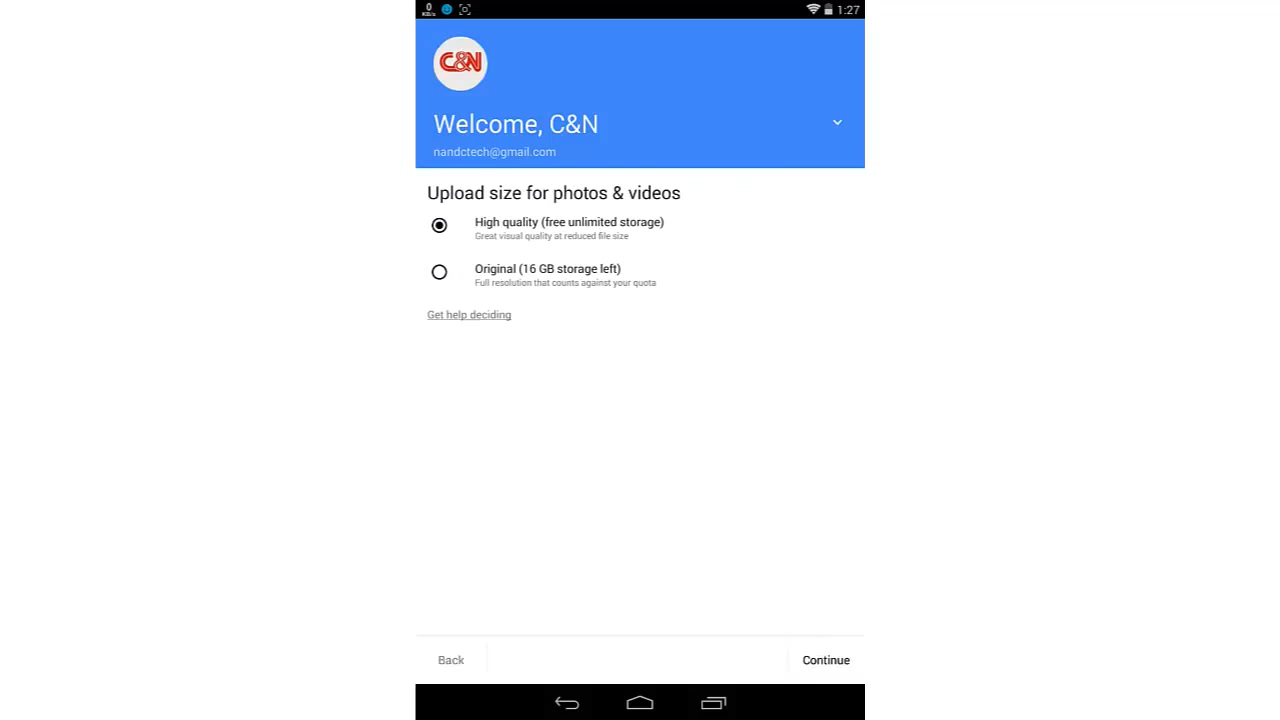 0
KB/s
1:27
C&N
Welcome, C&N
nandctech@gmail.com
Upload size for photos & videos
High quality (free unlimited storage)
Great visual quality at reduced file size
Original (16 GB storage left)
Full resolution that counts against your quota
Get help deciding
Back
Continue